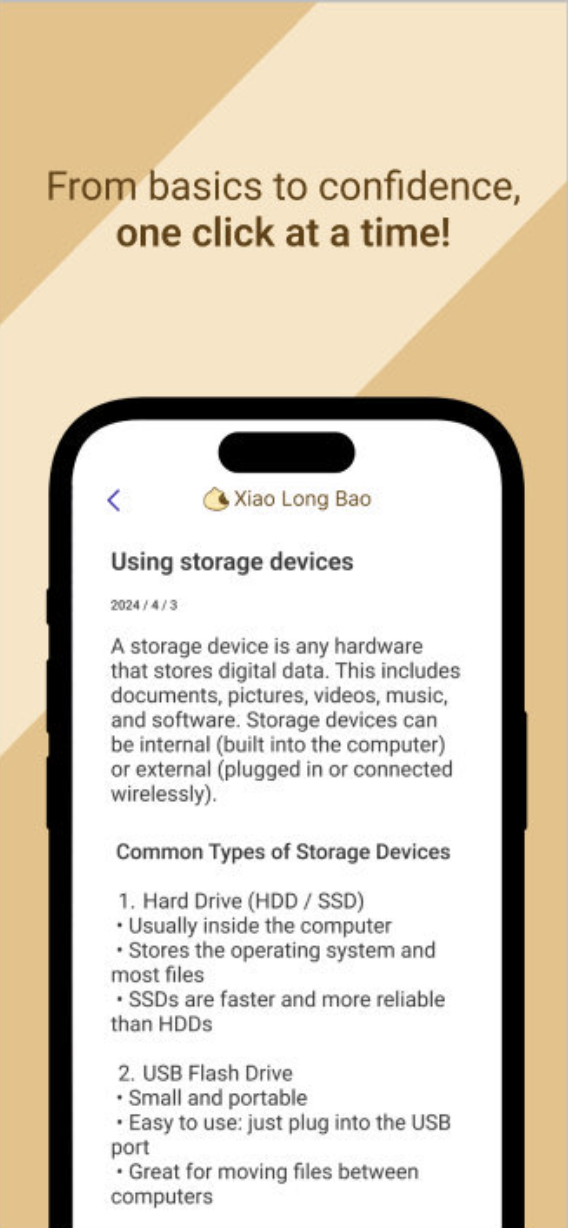 From basics to confidence,
one click at a time!
Xiao Long Bao
Using storage devices
2024 / 4 / 3
A storage device is any hardware
that stores digital data. This includes
documents, pictures, videos, music,
and software. Storage devices can
be internal (built into the computer)
or external (plugged in or connected
wirelessly).
Common Types of Storage Devices
1. Hard Drive (HDD / SSD)
• Usually inside the computer
• Stores the operating system and
most files
• SSDs are faster and more reliable
than HDDs
2. USB Flash Drive
• Small and portable
• Easy to use: just plug into the USB
port
• Great for moving files between
computers